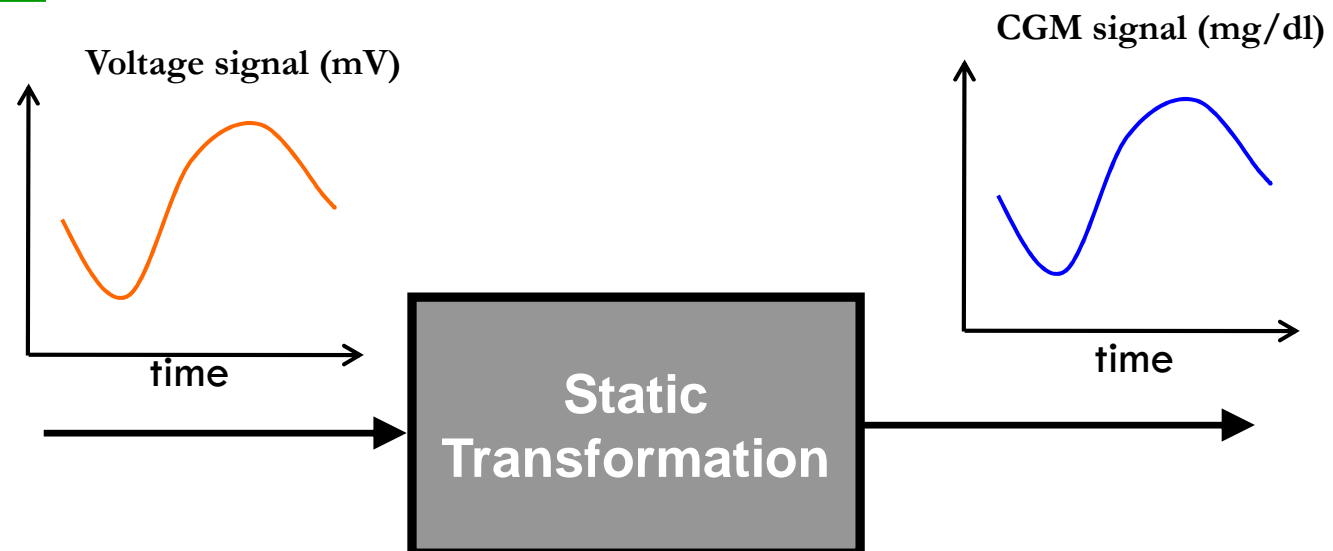 Voltage signal (mV)
time
CGM signal (mg/dl)
time
Static
Transformation